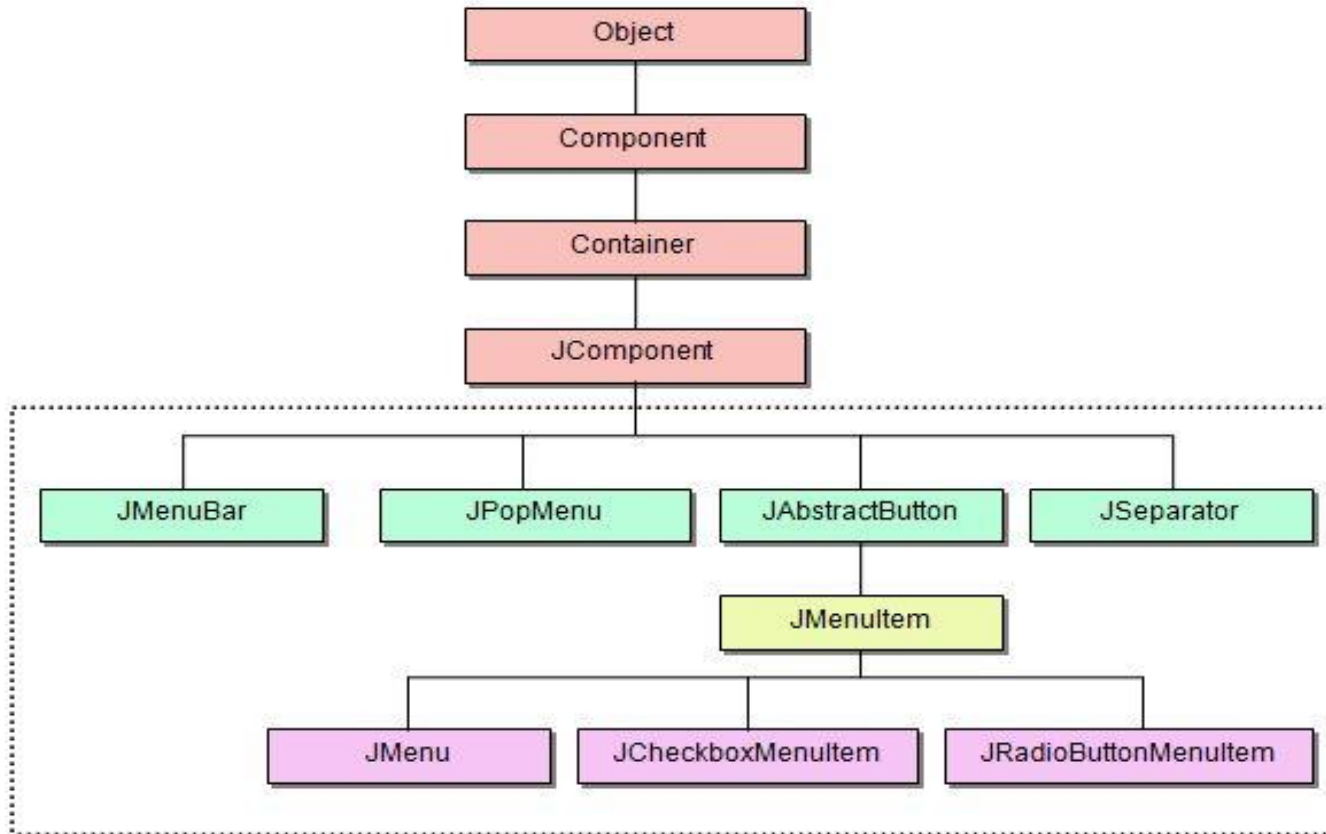 Object
Component
Container
JComponent
JMenuBar
JPopMenu
JAbstractButton
JSeparator
JMenuItem
JMenu
JCheckboxMenuItem
JRadioButtonMenuItem